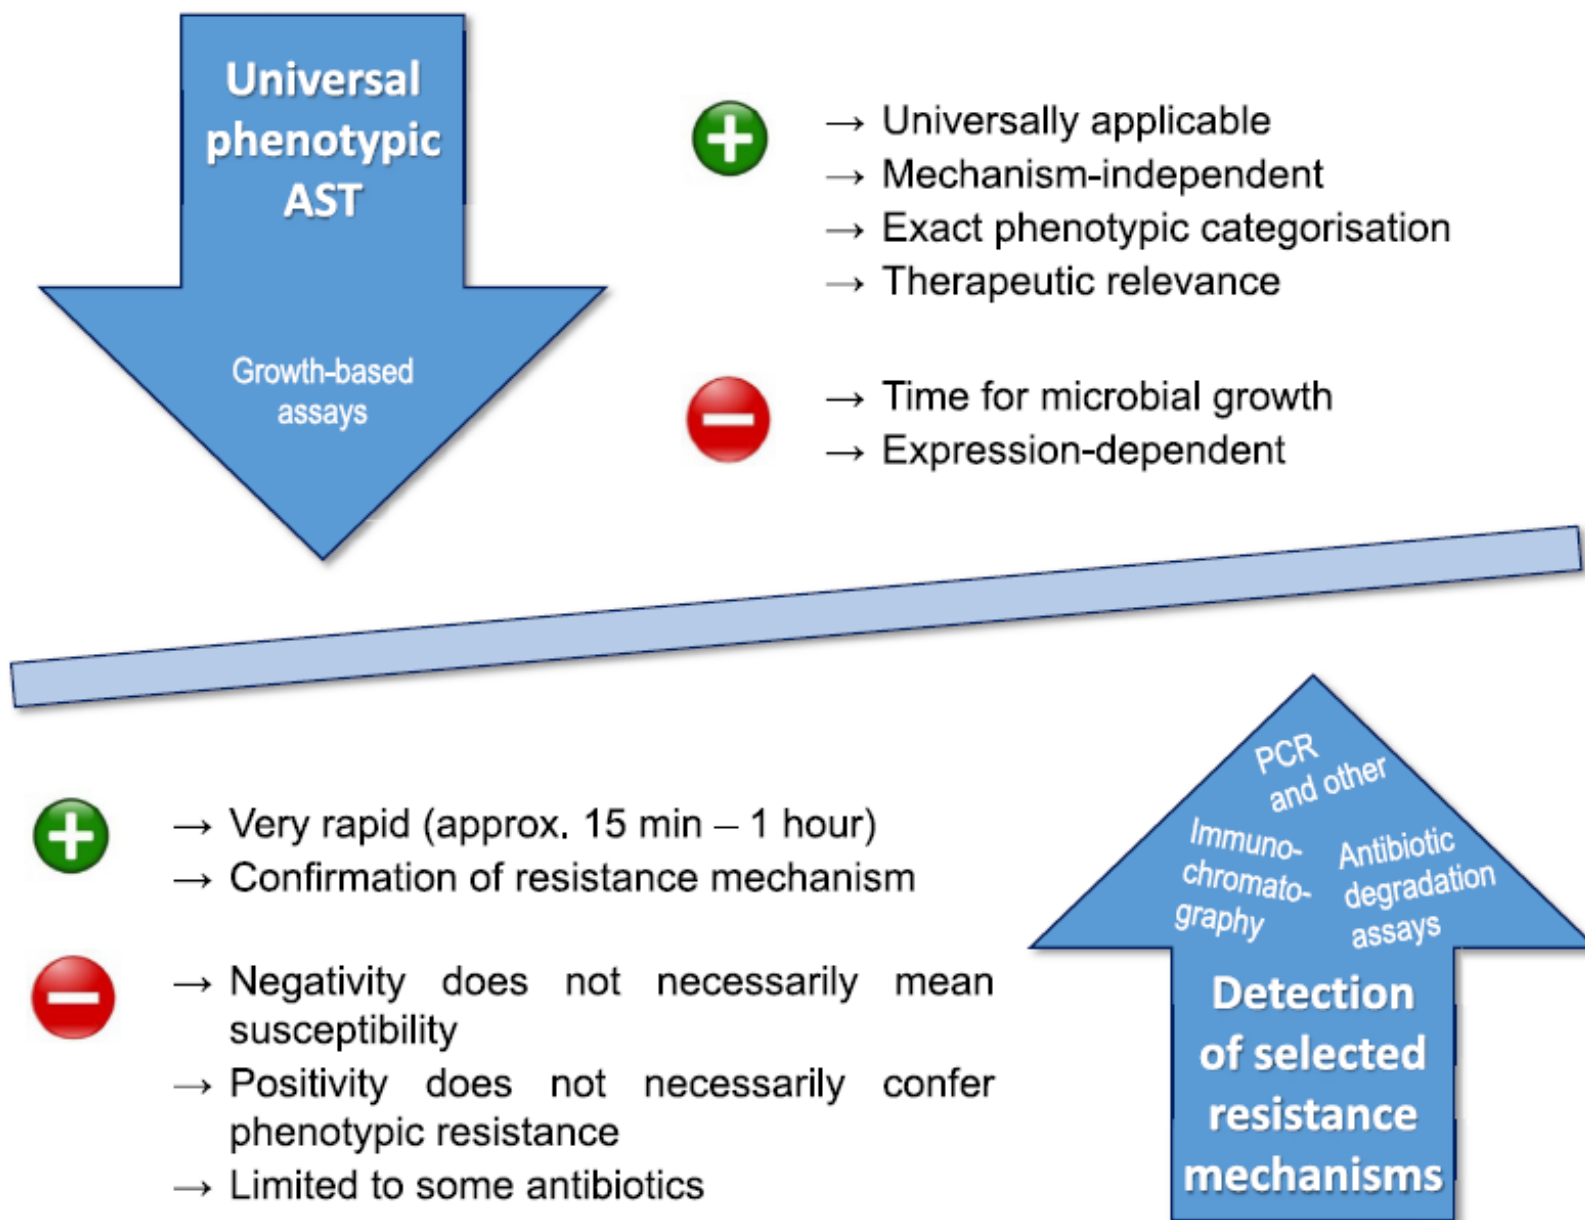 Universal
phenotypic
AST
Growth-based
assays
→ Universally applicable
→ Mechanism-independent
→ Exact phenotypic categorisation
→ Therapeutic relevance
→ Time for microbial growth
→ Expression-dependent
→ Very rapid (approx. 15 min – 1 hour)
→ Confirmation of resistance mechanism
→ Negativity does not necessarily mean
susceptibility
→ Positivity does not necessarily confer
phenotypic resistance
→ Limited to some antibiotics
PCR
and other
Immuno-
chromato-
graphy
Antibiotic
degradation
assays
Detection
of selected
resistance
mechanisms